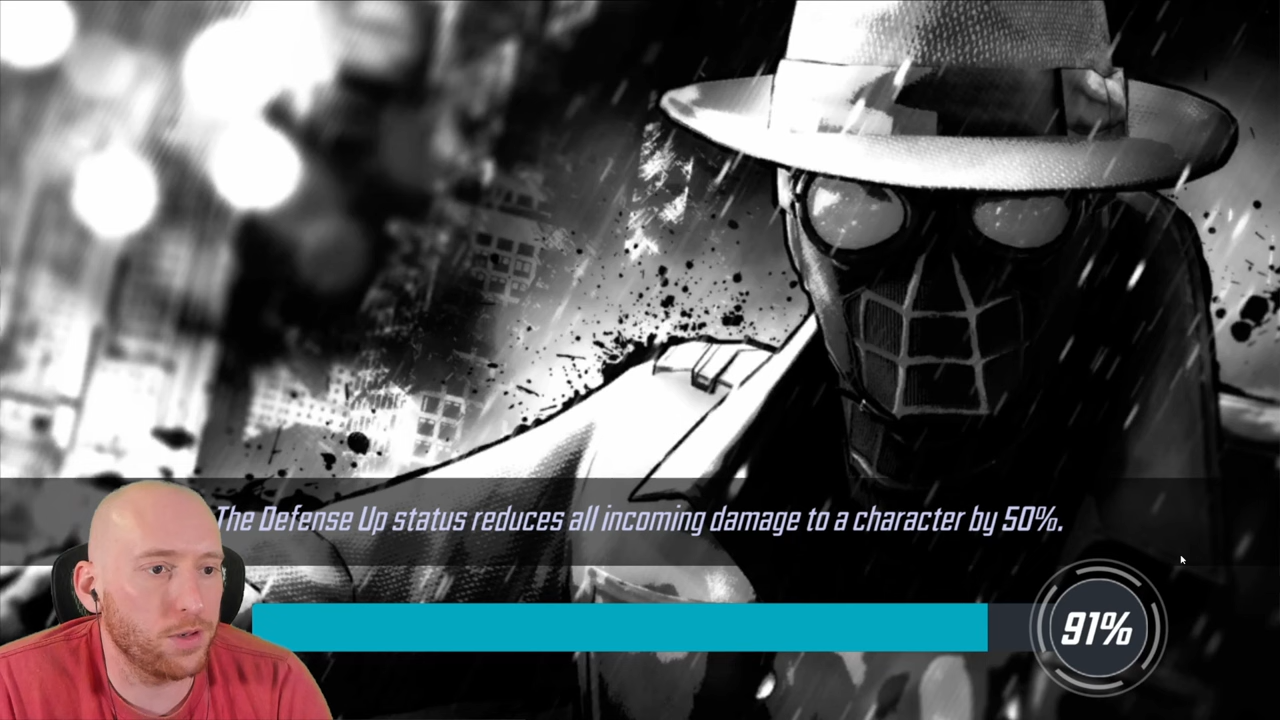 The Defense Up status reduces all incoming damage to a character by 50%.
91%